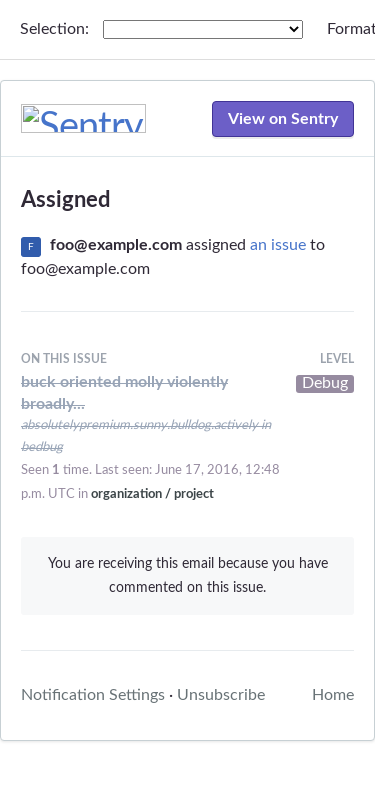 Selection:
Format
Sentry
View on Sentry
Assigned
F foo@example.com assigned an issue to
foo@example.com
ON THIS ISSUE
LEVEL
buck oriented molly violently
broadly...
Debug
absolutelypremium.sunny.bulldog.actively in
bedbug
Seen 1 time. Last seen: June 17, 2016, 12:48
p.m. UTC in organization / project
You are receiving this email because you have
commented on this issue.
Notification Settings · Unsubscribe
Home